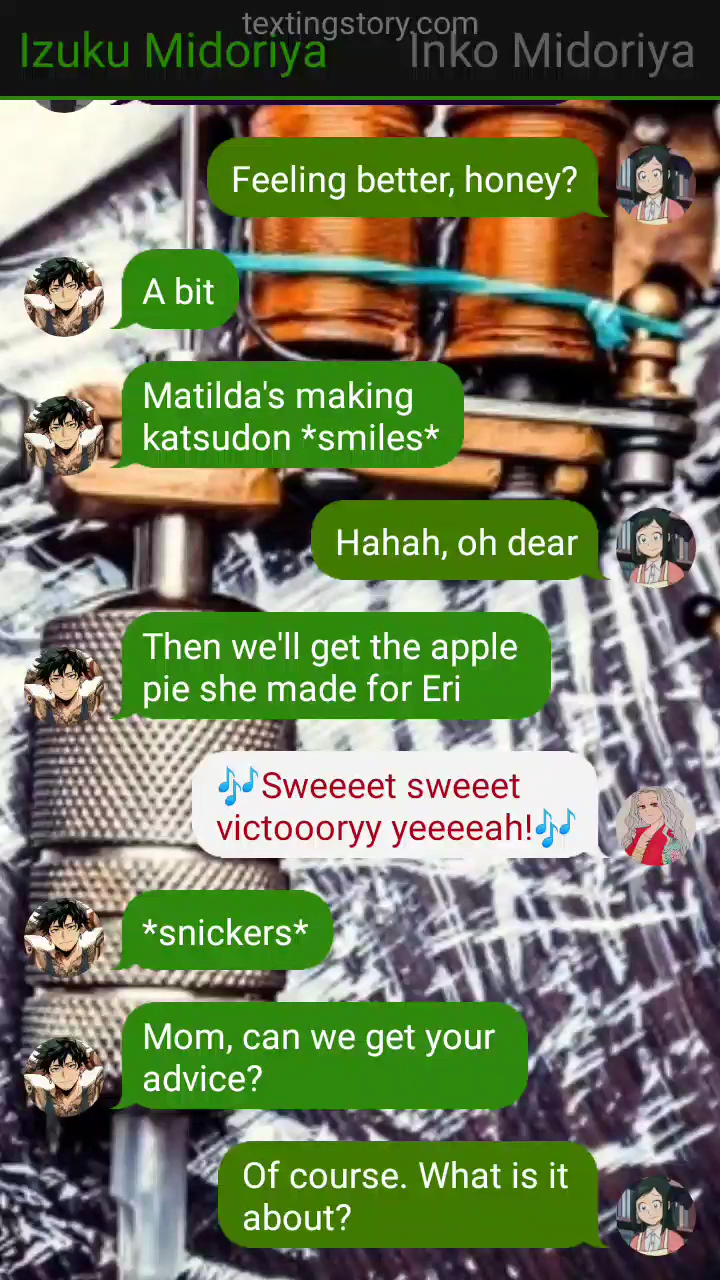 textingstory.com
Izuku Midoriya Inko Midoriya
Feeling better, honey?
A bit
Matilda's making
katsudon *smiles*
Hahah, oh dear
Then we'll get the apple
pie she made for Eri
🎶Sweeeet sweeet
victoooryy yeeeeah!🎶
*snickers*
Mom, can we get your
advice?
Of course. What is it
about?